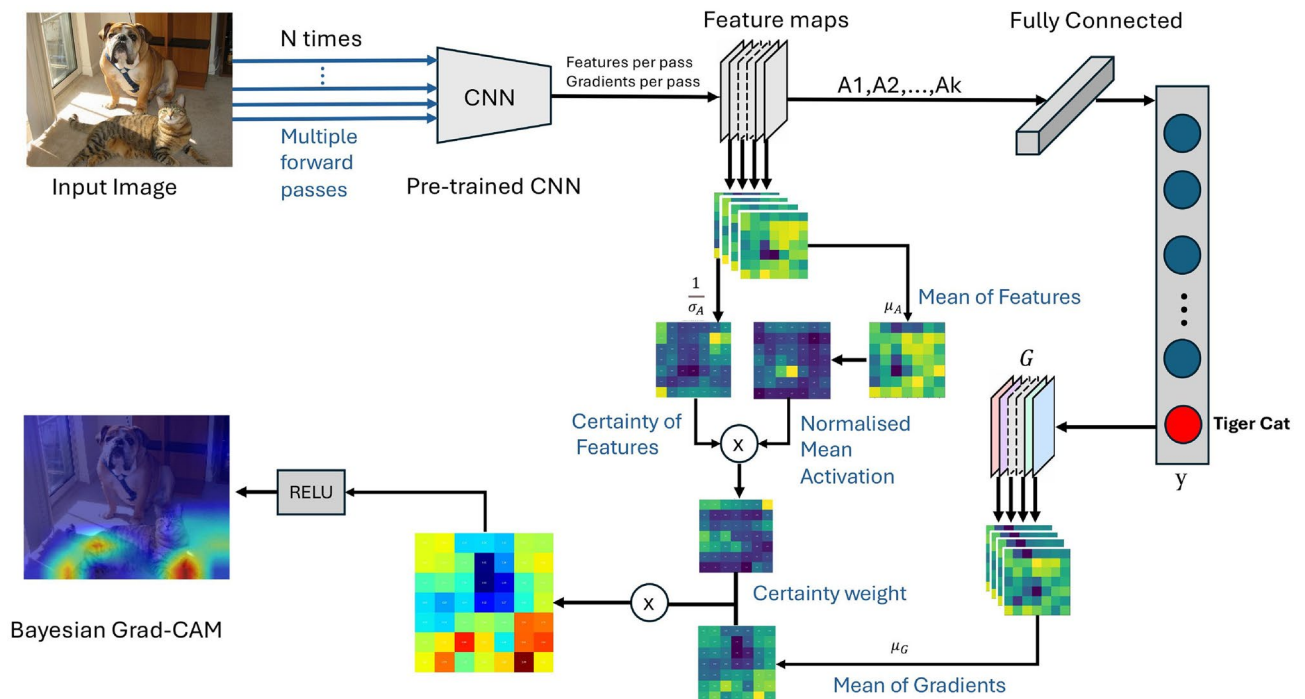 Feature maps
Fully Connected
N times
Features per pass
Gradients per pass
CNN
A1,A2,...,Ak
Multiple
forward
passes
Input Image
Pre-trained CNN
1
σ_A
μ_A
Mean of Features
G
Certainty of
Features
X
Normalised
Mean
Activation
Tiger Cat
y
RELU
Certainty weight
X
Bayesian Grad-CAM
μ_G
Mean of Gradients